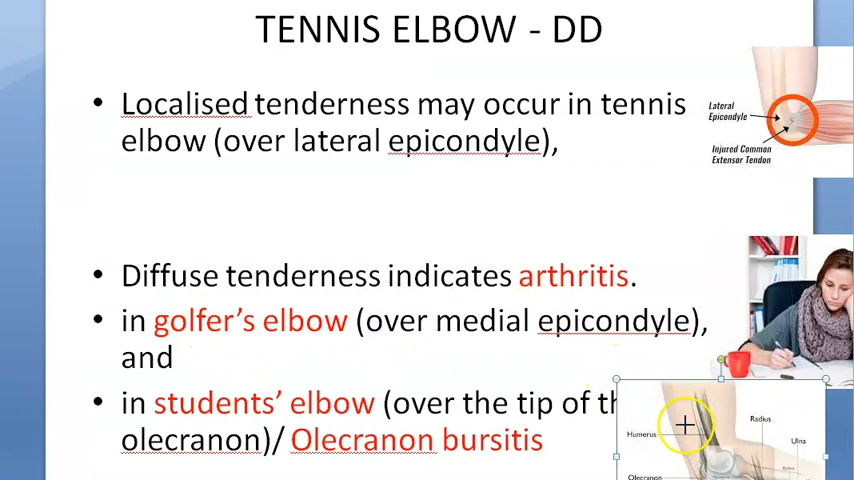 TENNIS ELBOW - DD
• Localised tenderness may occur in tennis
elbow (over lateral epicondyle),
Lateral
Epicondyle
Injured Common
Extensor Tendon
• Diffuse tenderness indicates arthritis.
• in golfer's elbow (over medial epicondyle),
and
• in students' elbow (over the tip of th
olecranon)/ Olecranon bursitis
Radius
Humerus
Ulna
Olecranon